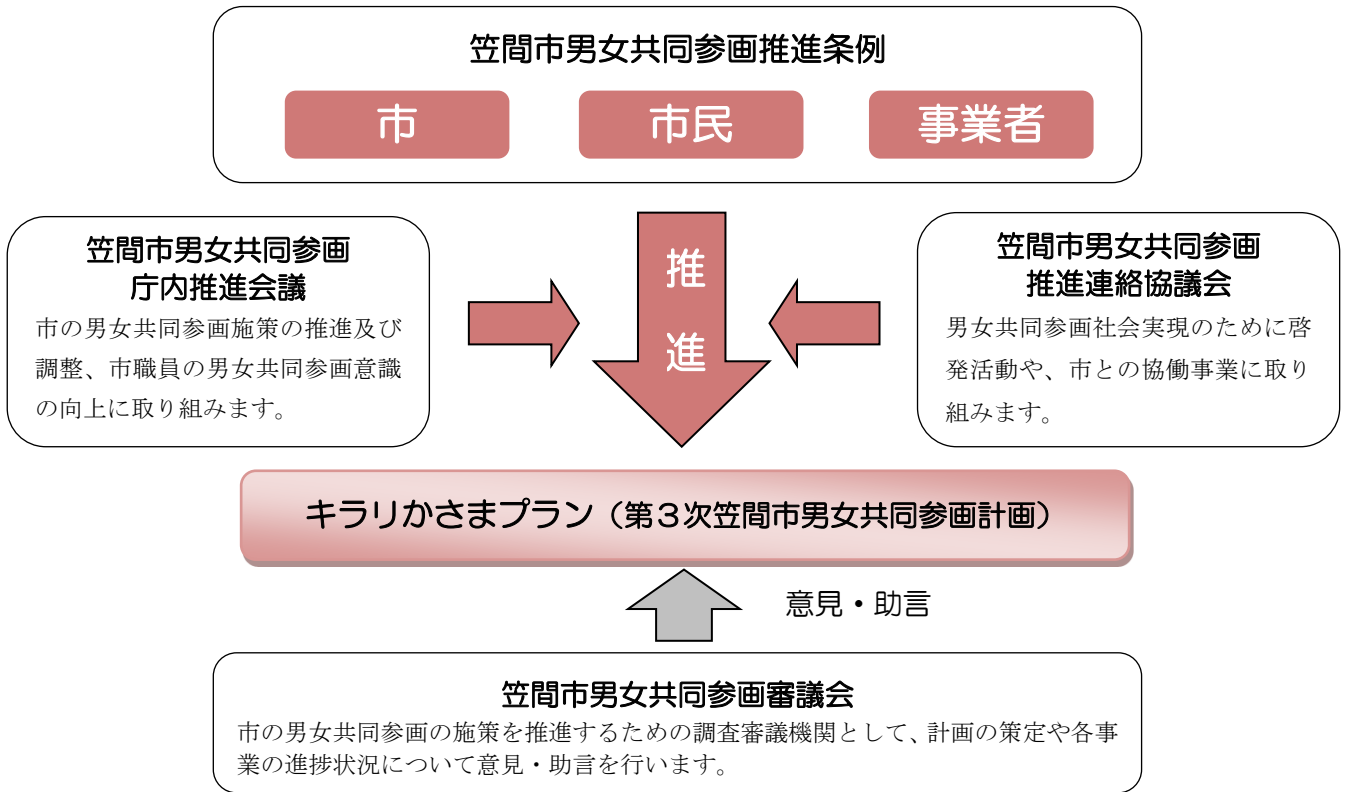 笠間市男女共同参画推進条例
市
市民
事業者
笠間市男女共同参画
庁内推進会議
市の男女共同参画施策の推進及び
調整、市職員の男女共同参画意識
の向上に取り組みます。
推
進
笠間市男女共同参画
推進連絡協議会
男女共同参画社会実現のために啓
発活動や、市との協働事業に取り
組みます。
キラリかさまプラン（第３次笠間市男女共同参画計画）
意見・助言
笠間市男女共同参画審議会
市の男女共同参画の施策を推進するための調査審議機関として、計画の策定や各事
業の進捗状況について意見・助言を行います。